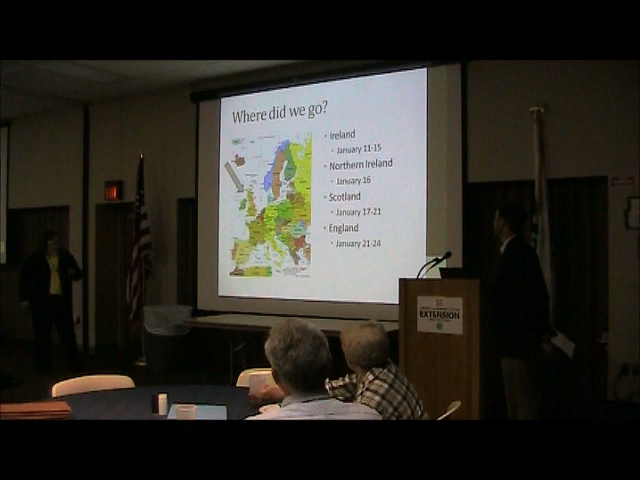 Where did we go?
• Ireland
• January 11-15
• Northern Ireland
• January 16
• Scotland
• January 17-21
• England
• January 21-24
EXTENSION